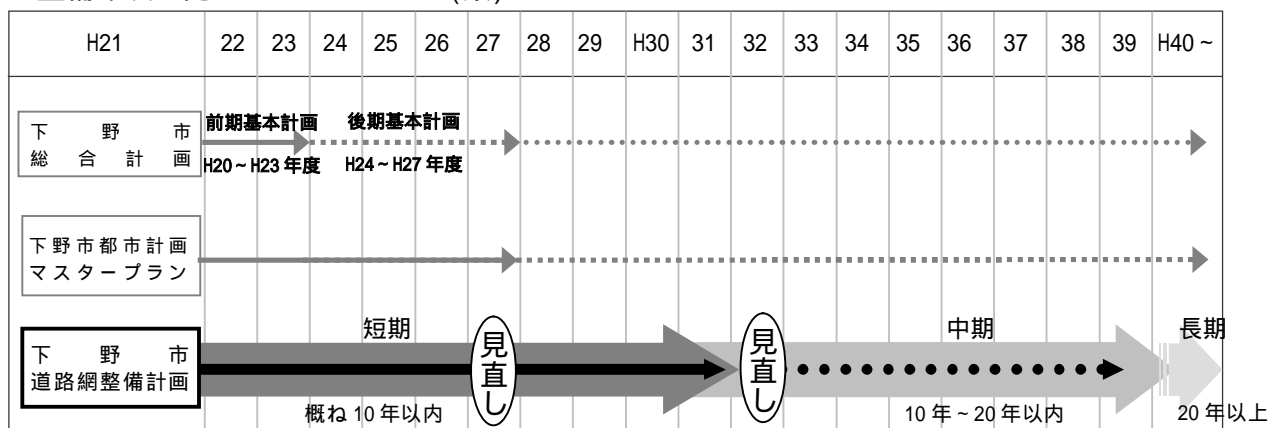 (案)
H21 22 23 24 25 26 27 28 29 H30 31 32 33 34 35 36 37 38 39 H40~
下野市
総合計画
前期基本計画 後期基本計画
H20~H23年度 H24~H27年度
下野市都市計画
マスタープラン
下野市
道路網整備計画
短期
見直し
見直し
中期
長期
概ね10年以内
10年~20年以内
20年以上